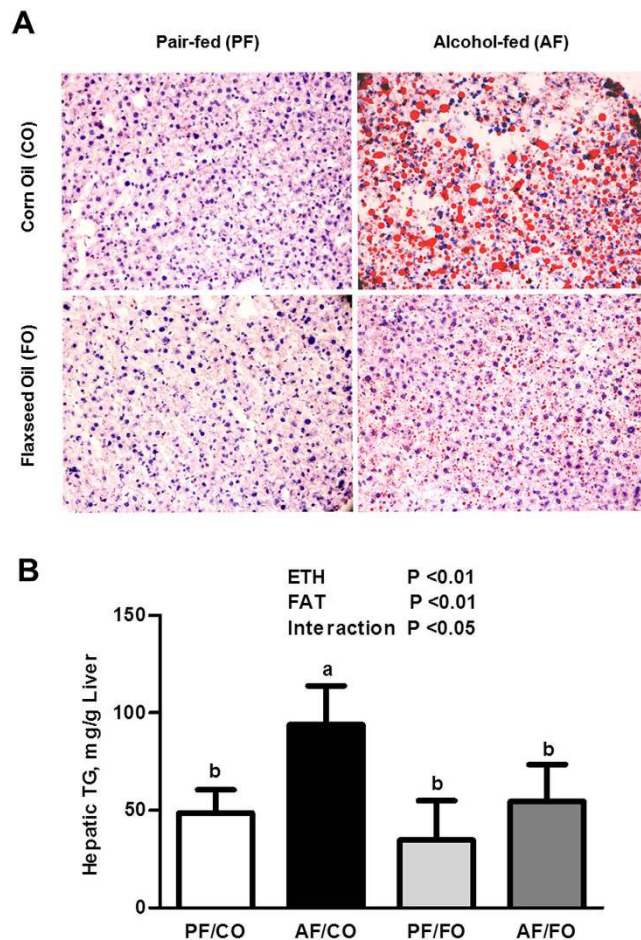 A
Pair-fed (PF)
Alcohol-fed (AF)
Corn Oil (CO)
Flaxseed Oil (FO)
B
ETH P <0.01
FAT P <0.01
Interaction P <0.05
Hepatic TG, mg/g Liver
150
100
50
0
b
a
b
b
PF/CO
AF/CO
PF/FO
AF/FO